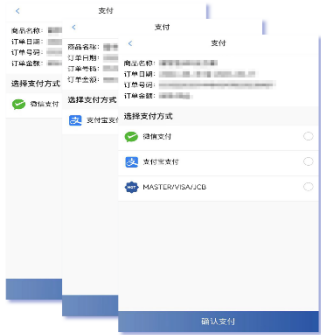 支付
商品名称:
订单日期:
订单号码:
订单金额:
选择支付方式
微信支付
支付
商品名称:
订单日期:
订单号码:
订单金额:
选择支付方式
支付宝支付
支付
商品名称:
订单日期:
订单号码:
订单金额:
选择支付方式
微信支付
支付宝支付
MASTER/VISA/JCB
确认支付